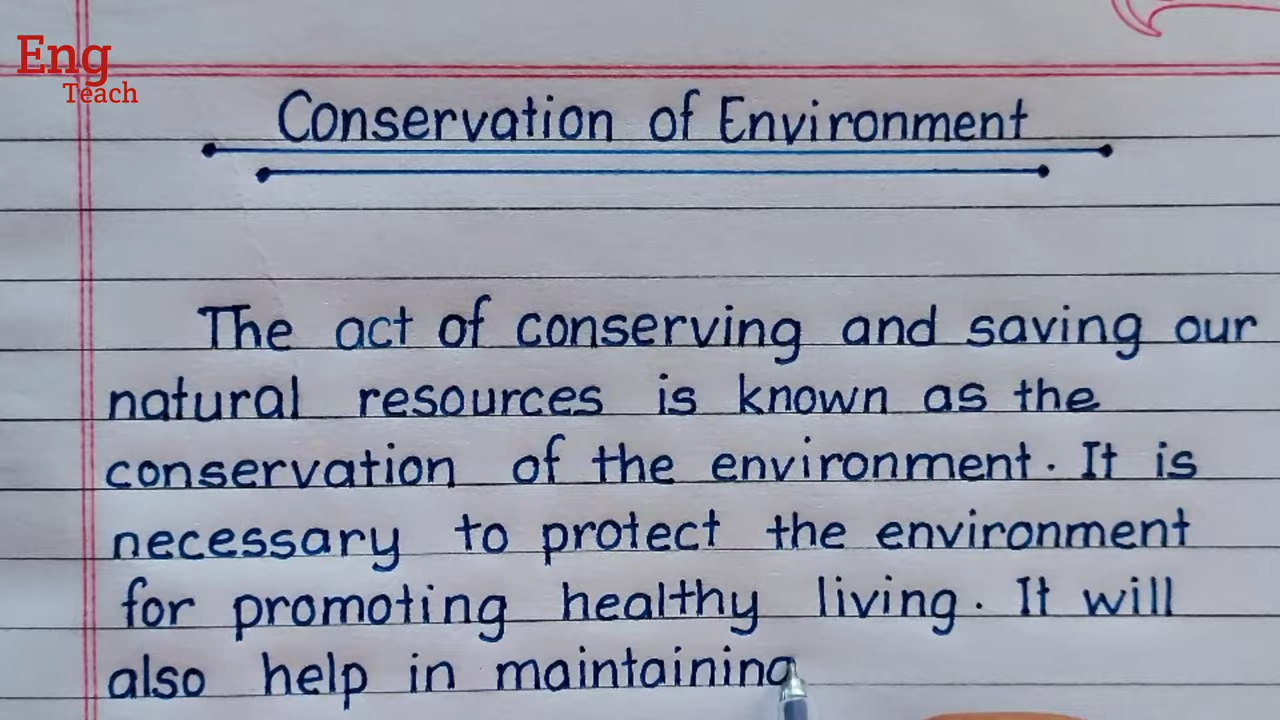 Eng
Teach
Conservation of Environment
The act of conserving and saving our
natural resources is known as the
conservation of the environment. It is
necessary to protect the environment
for promoting healthy living. It will
also help in maintaining